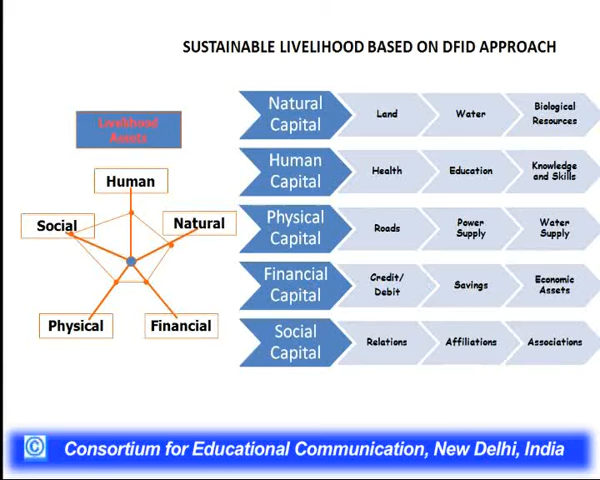 SUSTAINABLE LIVELIHOOD BASED ON DFID APPROACH
Livelihood
Assets
Human
Social
Natural
Physical
Financial
Natural
Capital
Land
Water
Biological
Resources
Human
Capital
Health
Education
Knowledge
and Skills
Physical
Capital
Roads
Power
Supply
Water
Supply
Financial
Capital
Credit/
Debit
Savings
Economic
Assets
Social
Capital
Relations
Affiliations
Associations
© Consortium for Educational Communication, New Delhi, India